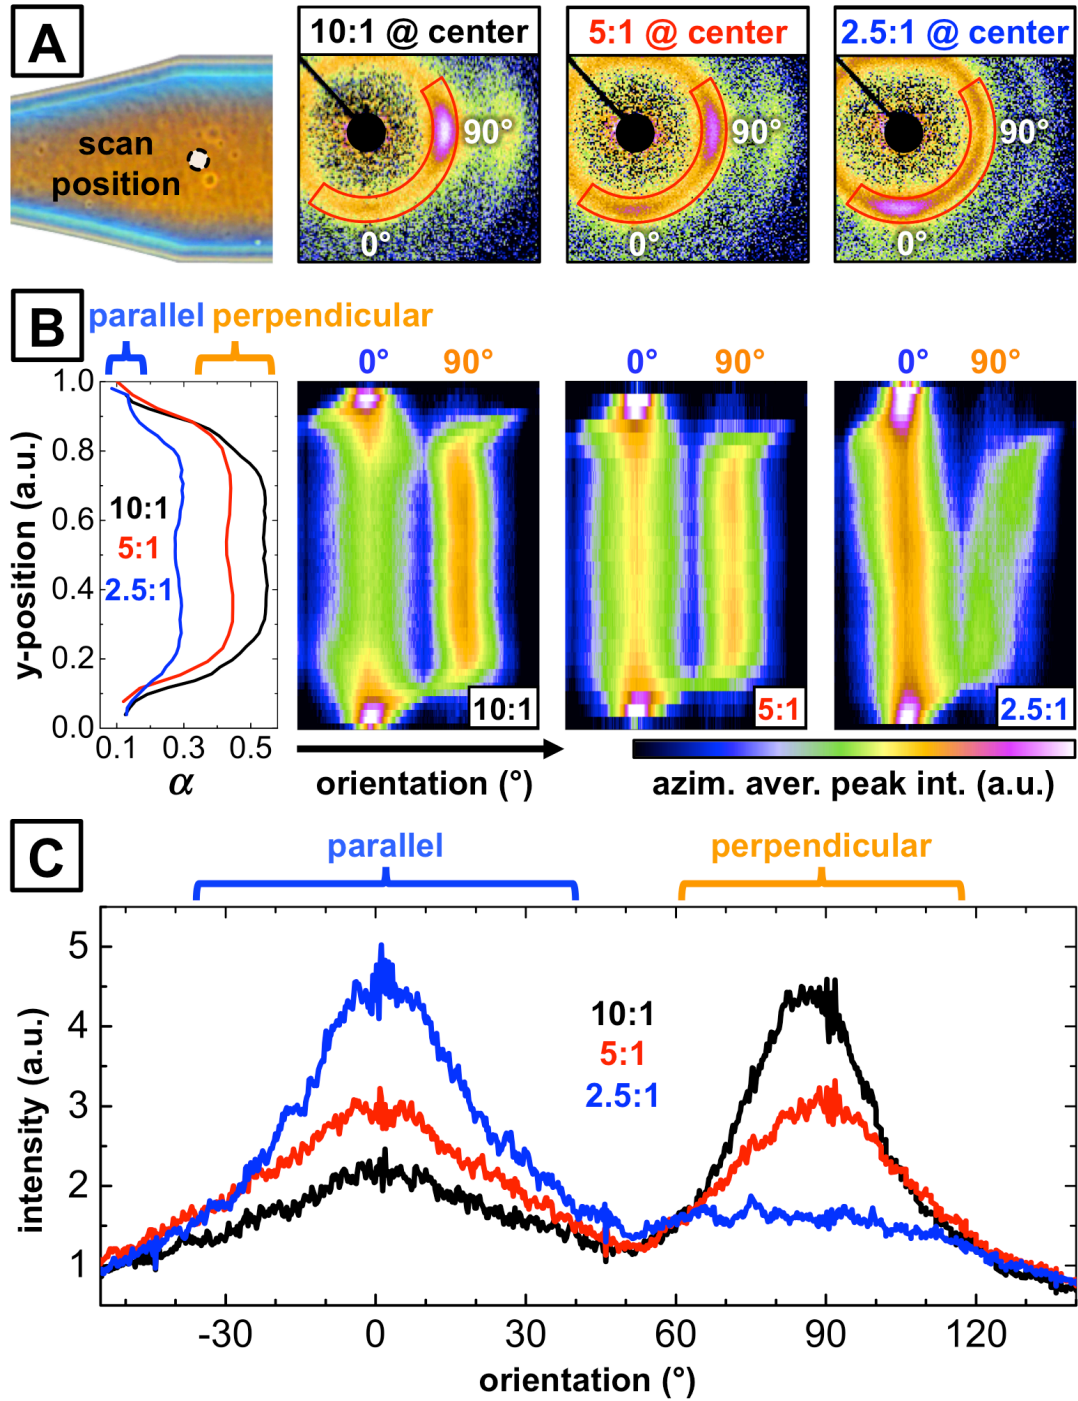 A
10:1 @ center
5:1 @ center
2.5:1 @ center
scan
position
90°
0°
90°
0°
90°
0°
B
parallel perpendicular
0° 90°
0° 90°
0° 90°
y-position (a.u.)
1.0
0.8
0.6
0.4
0.2
0.0
10:1
5:1
2.5:1
0.1 0.3 0.5
α
10:1
5:1
2.5:1
orientation (°)
azim. aver. peak int. (a.u.)
C
parallel
perpendicular
intensity (a.u.)
5
4
3
2
1
10:1
5:1
2.5:1
-30 0 30 60 90 120
orientation (°)